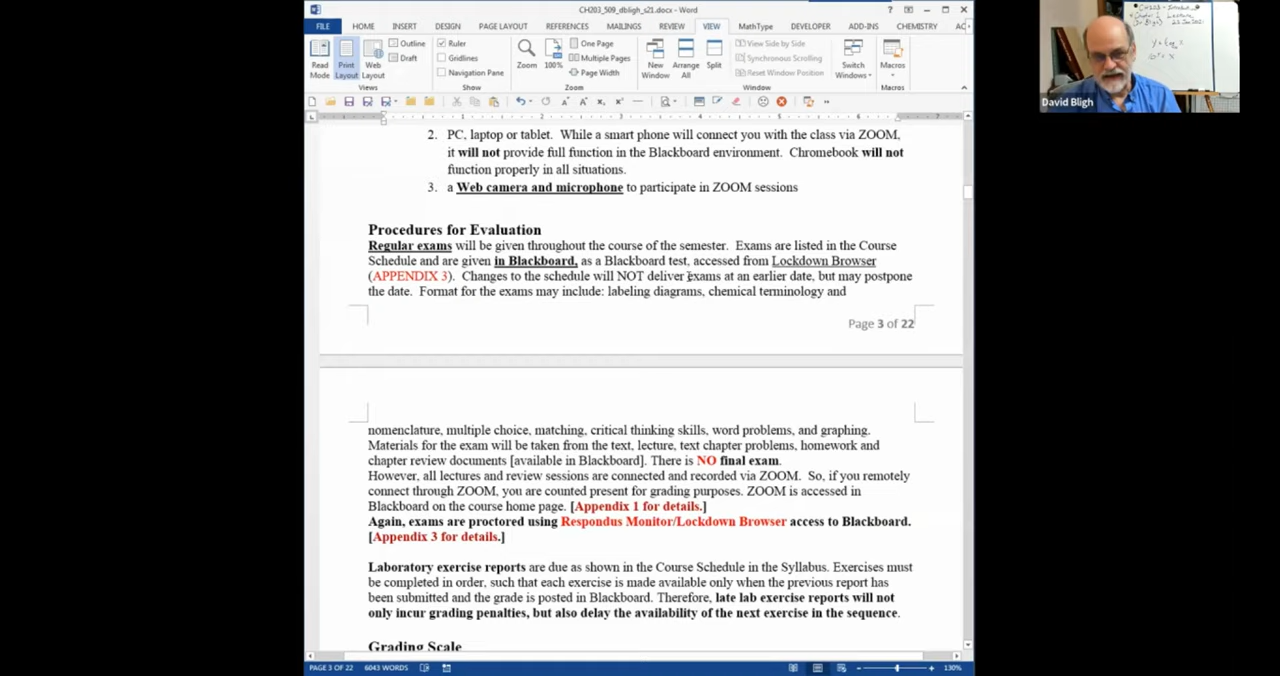 CH203_509_dbligh_s21.docx - Word
FILE HOME INSERT DESIGN PAGE LAYOUT REFERENCES MAILINGS REVIEW VIEW MathType DEVELOPER ADD-INS CHEMISTRY
Read Mode
Print Layout
Web Layout
Outline
Draft
Views
Ruler
Gridlines
Navigation Pane
Show
Zoom
100%
One Page
Multiple Pages
Page Width
Zoom
New Window
Arrange All
Split
View Side by Side
Synchronous Scrolling
Reset Window Position
Window
Switch Windows
Macros
Macros
David Bligh
2. PC, laptop or tablet. While a smart phone will connect you with the class via ZOOM,
it will not provide full function in the Blackboard environment. Chromebook will not
function properly in all situations.
3. a Web camera and microphone to participate in ZOOM sessions
Procedures for Evaluation
Regular exams will be given throughout the course of the semester. Exams are listed in the Course
Schedule and are given in Blackboard, as a Blackboard test, accessed from Lockdown Browser
(APPENDIX 3). Changes to the schedule will NOT deliver exams at an earlier date, but may postpone
the date. Format for the exams may include: labeling diagrams, chemical terminology and
Page 3 of 22
nomenclature, multiple choice, matching, critical thinking skills, word problems, and graphing.
Materials for the exam will be taken from the text, lecture, text chapter problems, homework and
chapter review documents [available in Blackboard]. There is NO final exam.
However, all lectures and review sessions are connected and recorded via ZOOM. So, if you remotely
connect through ZOOM, you are counted present for grading purposes. ZOOM is accessed in
Blackboard on the course home page. [Appendix 1 for details.]
Again, exams are proctored using Respondus Monitor/Lockdown Browser access to Blackboard.
[Appendix 3 for details.]
Laboratory exercise reports are due as shown in the Course Schedule in the Syllabus. Exercises must
be completed in order, such that each exercise is made available only when the previous report has
been submitted and the grade is posted in Blackboard. Therefore, late lab exercise reports will not
only incur grading penalties, but also delay the availability of the next exercise in the sequence.
Grading Scale
PAGE 3 OF 22 6043 WORDS
130%